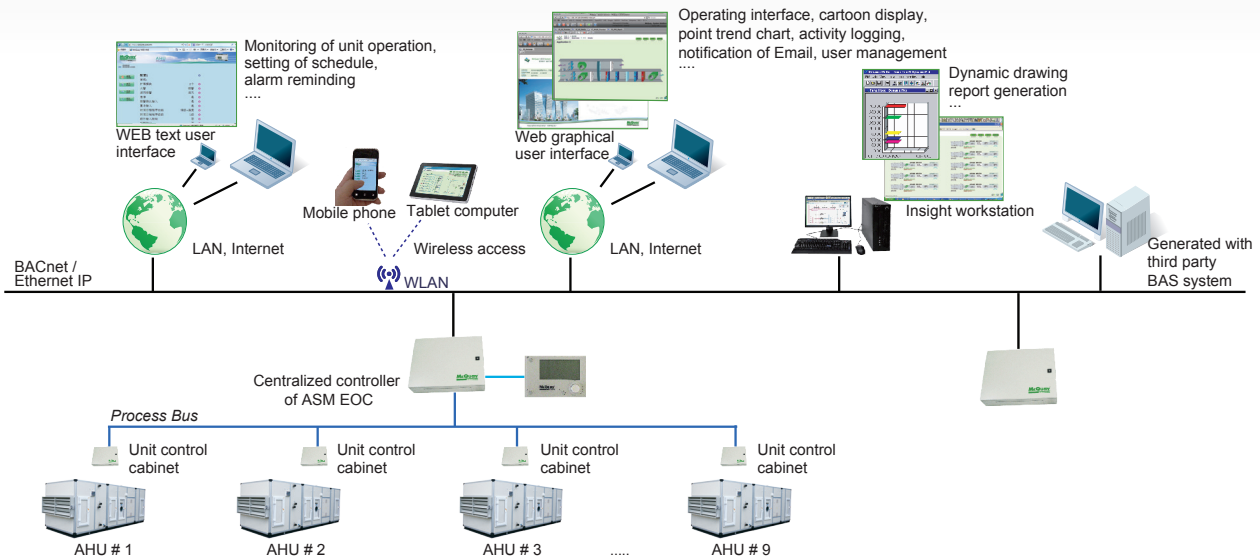 Monitoring of unit operation,
setting of schedule,
alarm reminding
....
WEB text user
interface
LAN, Internet
Mobile phone
Tablet computer
Wireless access
WLAN
Operating interface, cartoon display,
point trend chart, activity logging,
notification of Email, user management
....
Web graphical
user interface
LAN, Internet
Dynamic drawing
report generation
...
Insight workstation
Generated with
third party
BAS system
BACnet /
Ethernet IP
Centralized controller
of ASM EOC
McQuay
McQuay
McQuay
Process Bus
Unit control
cabinet
Unit control
cabinet
Unit control
cabinet
Unit control
cabinet
AHU # 1
AHU # 2
AHU # 3
.....
AHU # 9